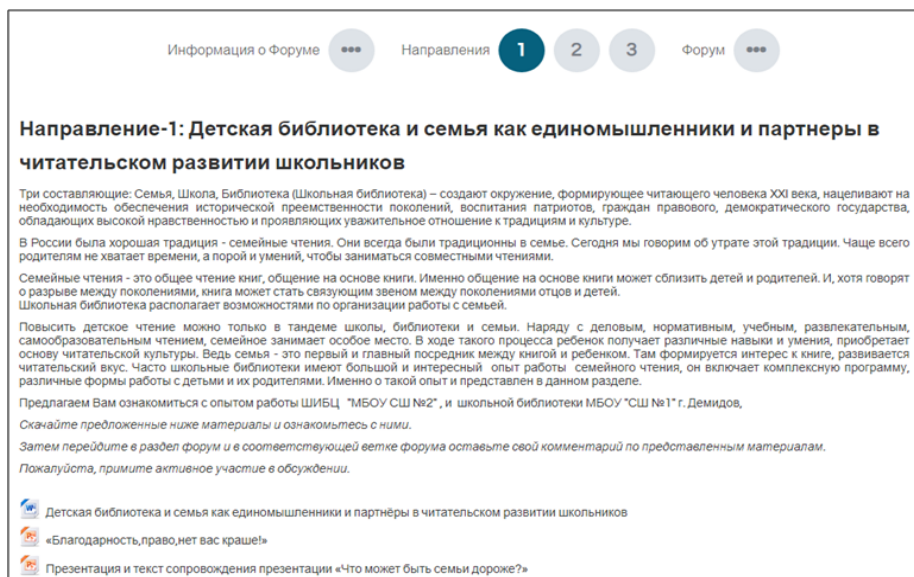 Информация о Форуме ••• Направления 1 2 3 Форум •••
Направление-1: Детская библиотека и семья как единомышленники и партнеры в
читательском развитии школьников
Три составляющие: Семья, Школа, Библиотека (Школьная библиотека) – создают окружение, формирующее читающего человека XXI века, нацеливают на
необходимость обеспечения исторической преемственности поколений, воспитания патриотов, граждан правового, демократического государства,
обладающих высокой нравственностью и проявляющих уважительное отношение к традициям и культуре.
В России была хорошая традиция - семейные чтения. Они всегда были традиционны в семье. Сегодня мы говорим об утрате этой традиции. Чаще всего
родителям не хватает времени, а порой и умений, чтобы заниматься совместными чтениями.
Семейные чтения - это общее чтение книг, общение на основе книги. Именно общение на основе книги может сблизить детей и родителей. И, хотя говорят
о разрыве между поколениями, книга может стать связующим звеном между поколениями отцов и детей.
Школьная библиотека располагает возможностями по организации работы с семьей.
Повысить детское чтение можно только в тандеме школы, библиотеки и семьи. Наряду с деловым, нормативным, учебным, развлекательным,
самообразовательным чтением, семейное занимает особое место. В ходе такого процесса ребенок получает различные навыки и умения, приобретает
основу читательской культуры. Ведь семья - это первый и главный посредник между книгой и ребенком. Там формируется интерес к книге, развивается
читательский вкус. Часто школьные библиотеки имеют большой и интересный опыт работы семейного чтения, он включает комплексную программу,
различные формы работы с детьми и их родителями. Именно о такой опыт и представлен в данном разделе.
Предлагаем Вам ознакомиться с опытом работы ШИБЦ "МБОУ СШ №2" , и школьной библиотеки МБОУ "СШ №1" г. Демидов,
Скачайте предложенные ниже материалы и ознакомьтесь с ними.
Затем перейдите в раздел форум и в соответствующей ветке форума оставьте свой комментарий по представленным материалам.
Пожалуйста, примите активное участие в обсуждении.
Детская библиотека и семья как единомышленники и партнёры в читательском развитии школьников
«Благодарность,право,нет вас краше!»
Презентация и текст сопровождения презентации «Что может быть семьи дороже?»